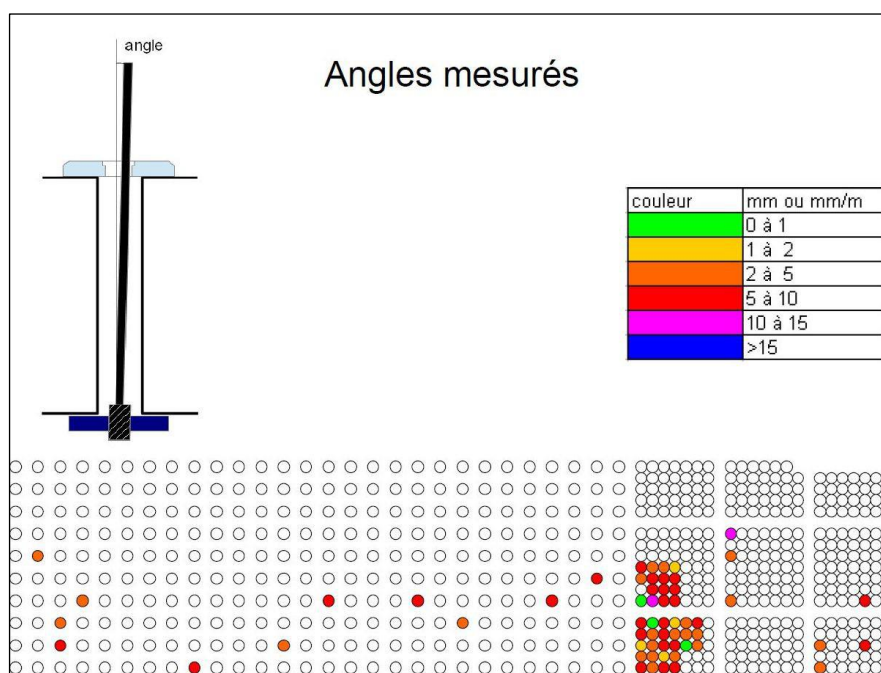 angle
Angles mesurés
couleur mm ou mm/m
0 à 1
1 à 2
2 à 5
5 à 10
10 à 15
>15